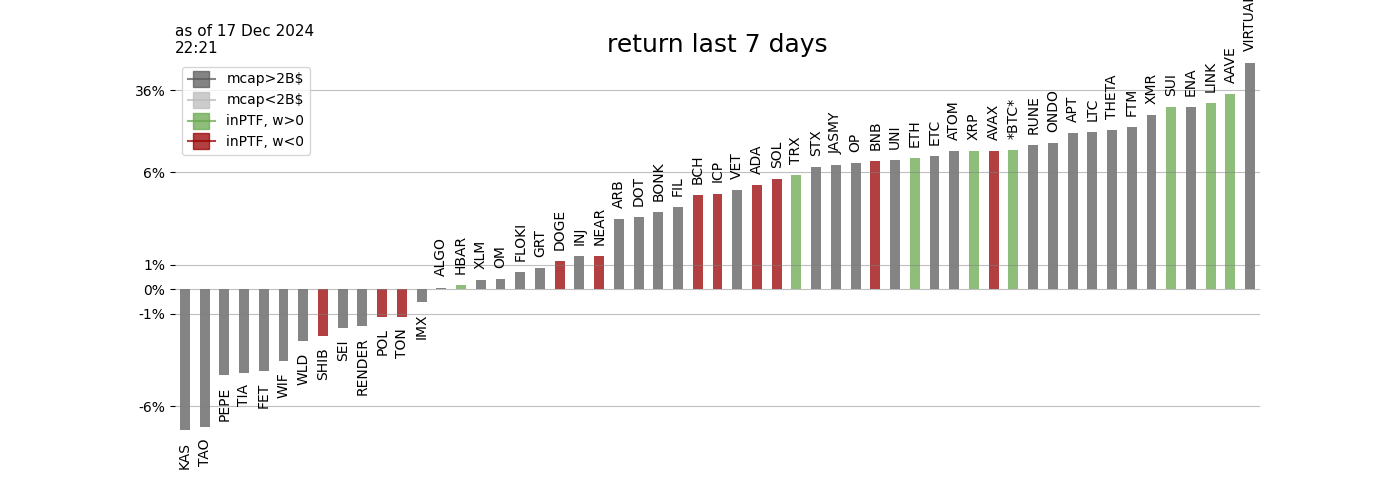 as of 17 Dec 2024
22:21
return last 7 days
mcap>2B$
mcap<2B$
inPTF, w>0
inPTF, w<0
36%
6%
1%
0%
-1%
-6%
KAS
TAO
PEPE
TIA
FET
WIF
WLD
SHIB
SEI
RENDER
POL
TON
IMX
ALGO
HBAR
XLM
OM
FLOKI
GRT
DOGE
INJ
NEAR
ARB
DOT
BONK
FIL
BCH
ICP
VET
ADA
SOL
TRX
STX
JASMY
OP
BNB
UNI
ETH
ETC
ATOM
XRP
AVAX
*BTC*
RUNE
ONDO
APT
LTC
THETA
FTM
XMR
SUI
ENA
LINK
AAVE
VIRTUAL